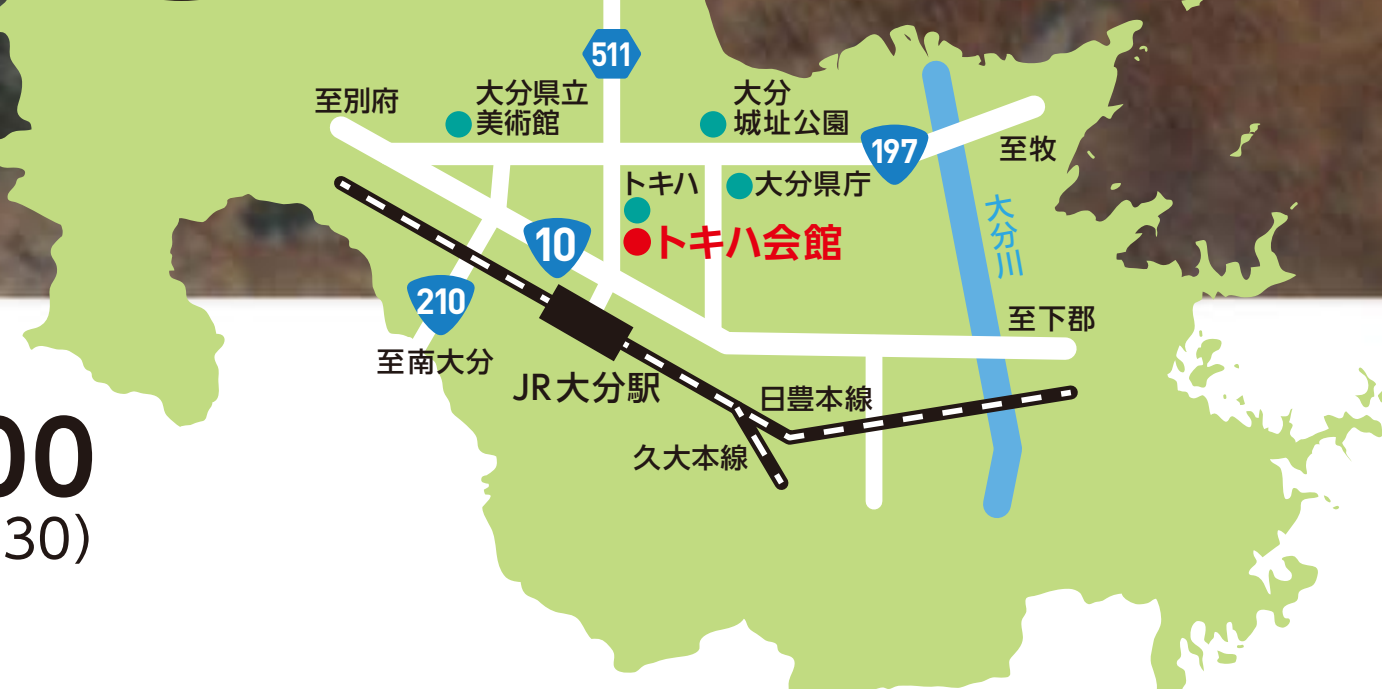 511
至別府
大分県立
美術館
大分
城址公園
197
至牧
トキハ
大分県庁
トキハ会館
大分川
10
210
至下郡
至南大分
JR大分駅
日豊本線
久大本線
00
30)